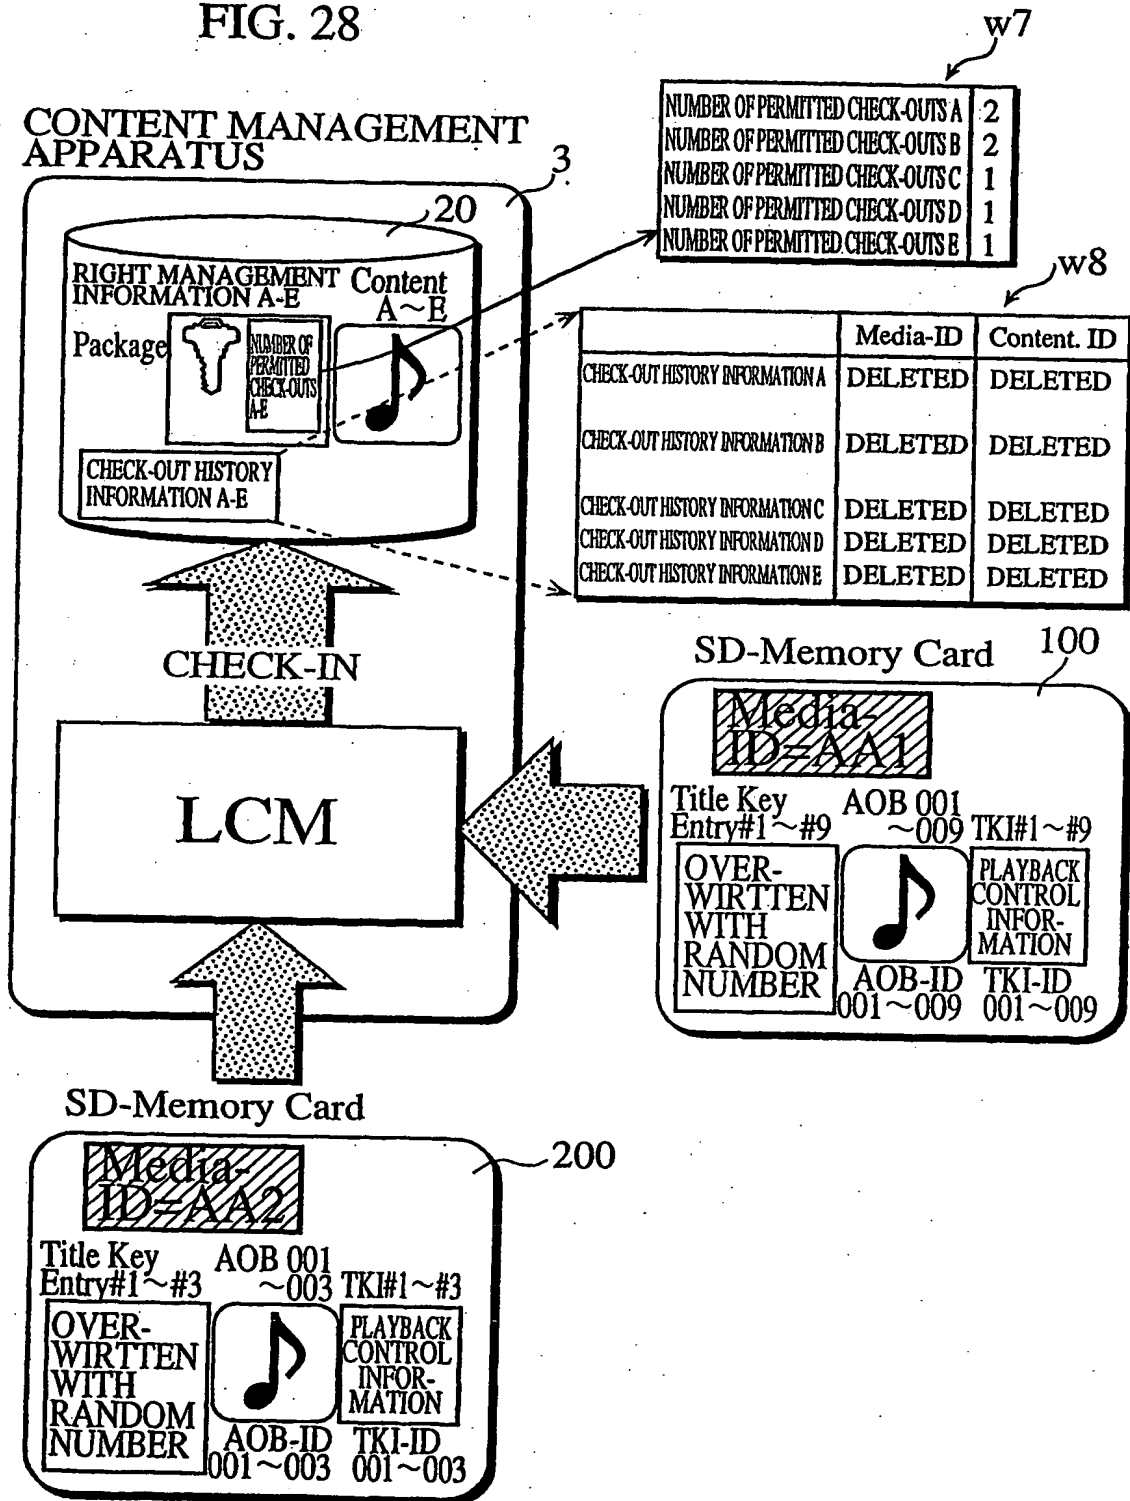 FIG. 28
w7
NUMBER OF PERMITTED CHECK-OUTS A 2
NUMBER OF PERMITTED CHECK-OUTS B 2
NUMBER OF PERMITTED CHECK-OUTS C 1
NUMBER OF PERMITTED CHECK-OUTS D 1
NUMBER OF PERMITTED CHECK-OUTS E 1
CONTENT MANAGEMENT
APPARATUS
3
20
RIGHT MANAGEMENT
INFORMATION A-E
Content
A~E
Package
NUMBER OF
PERMITTED
CHECK-OUTS
A-E
CHECK-OUT HISTORY
INFORMATION A-E
w8
Media-ID Content. ID
CHECK-OUT HISTORY INFORMATION A DELETED DELETED
CHECK-OUT HISTORY INFORMATION B DELETED DELETED
CHECK-OUT HISTORY INFORMATION C DELETED DELETED
CHECK-OUT HISTORY INFORMATION D DELETED DELETED
CHECK-OUT HISTORY INFORMATION E DELETED DELETED
CHECK-IN
LCM
SD-Memory Card
100
Media-
ID=AA1
Title Key
Entry#1~#9
AOB 001
~009
TKI#1~#9
OVER-
WIRTTEN
WITH
RANDOM
NUMBER
PLAYBACK
CONTROL
INFOR-
MATION
AOB-ID
001~009
TKI-ID
001~009
SD-Memory Card
200
Media-
ID=AA2
Title Key
Entry#1~#3
AOB 001
~003
TKI#1~#3
OVER-
WIRTTEN
WITH
RANDOM
NUMBER
PLAYBACK
CONTROL
INFOR-
MATION
AOB-ID
001~003
TKI-ID
001~003